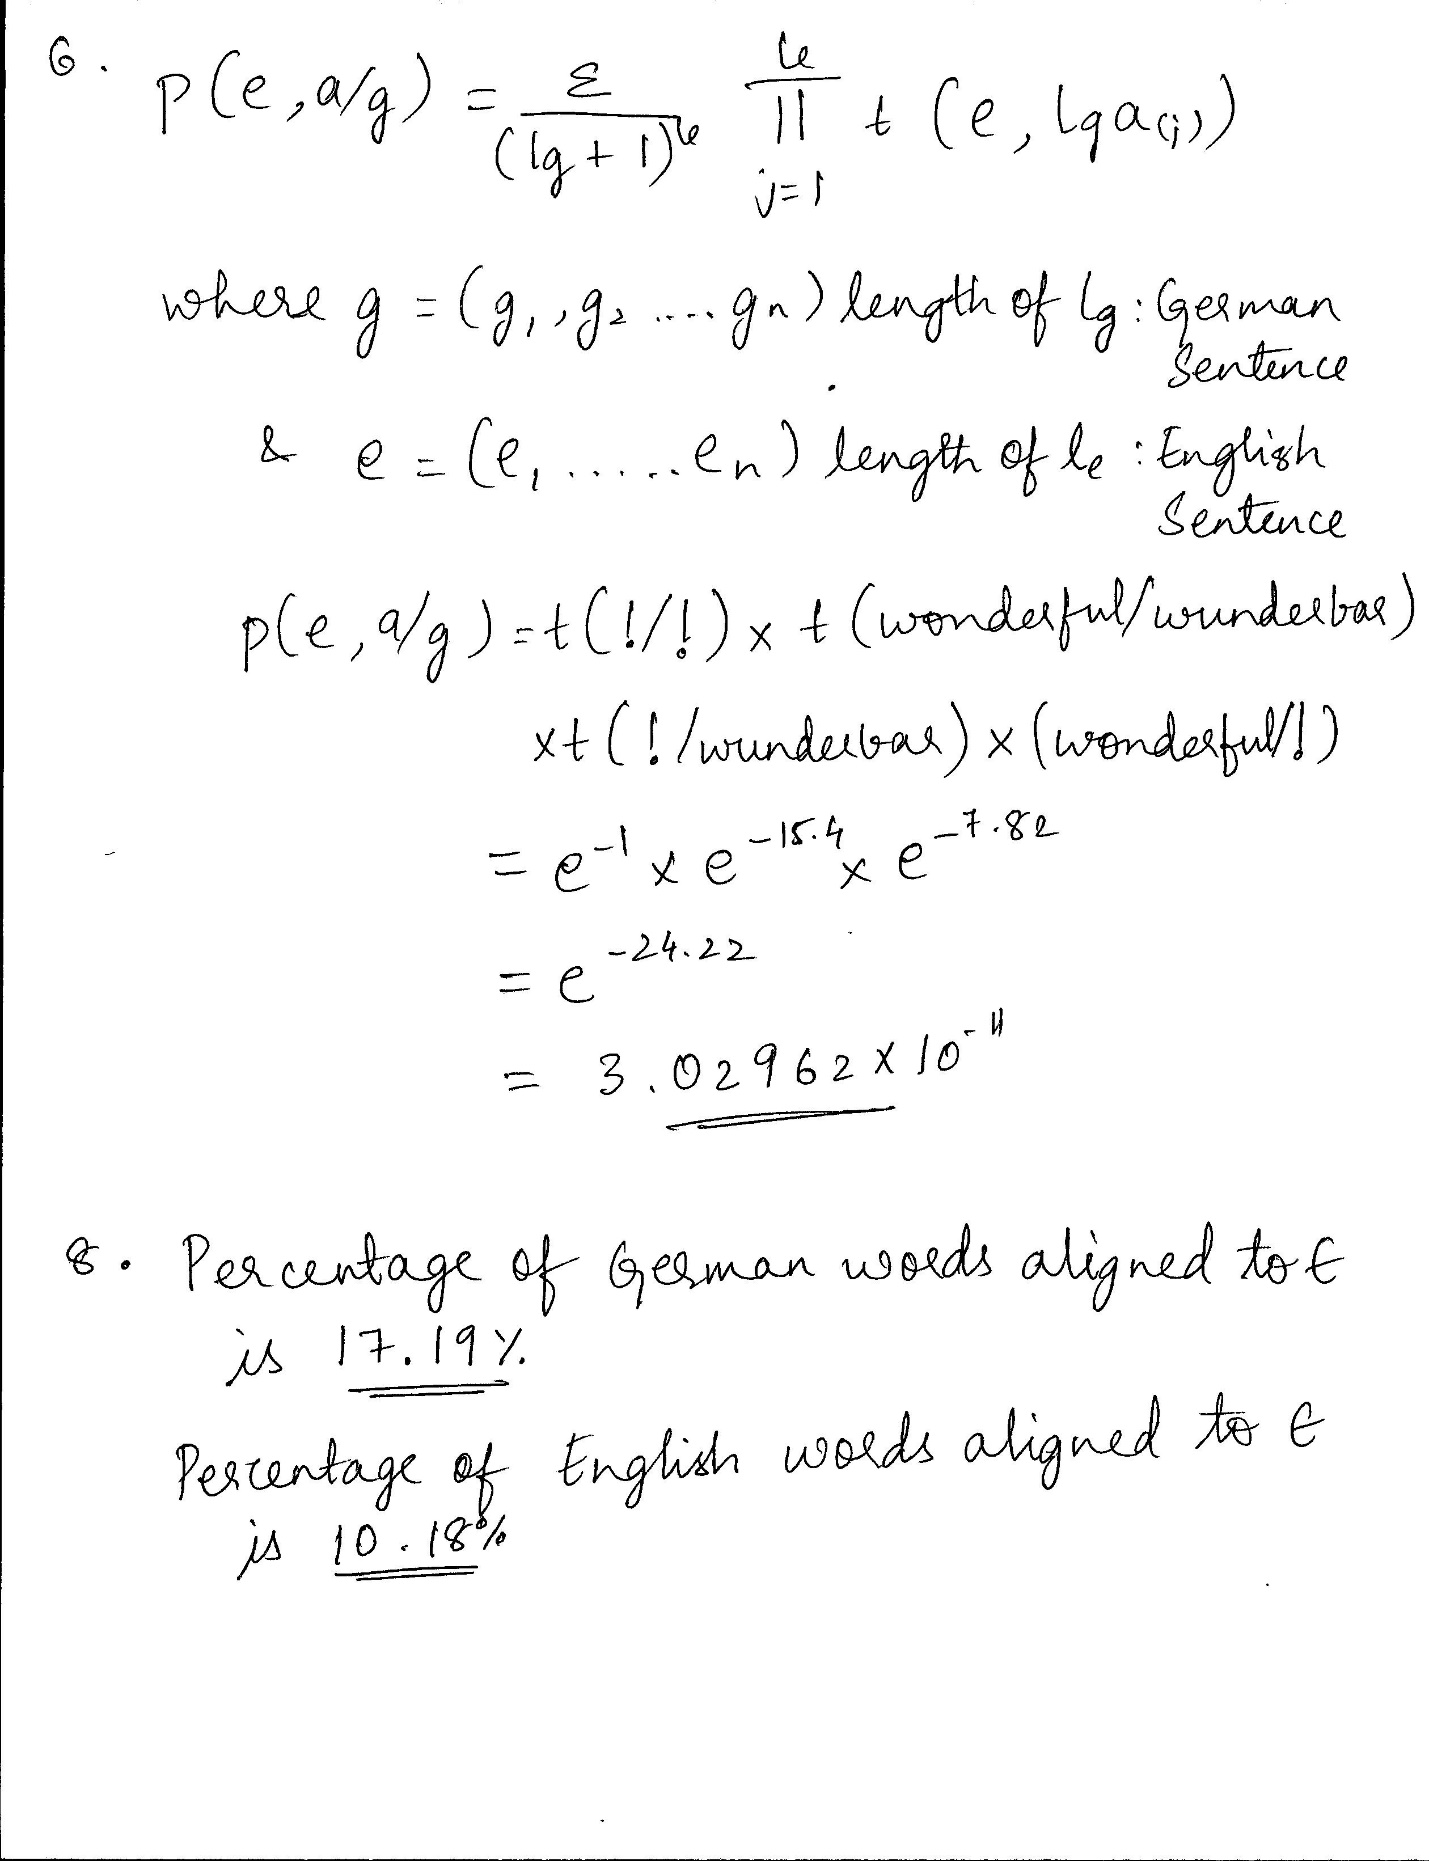 6. p(e,a/g) = ε/(lg+1)^le ∏_{j=1}^{le} t(e, lga(j))
where g = (g1, g2 .... gn) length of lg : German
Sentence
& e = (e, ..... en) length of le : English
Sentence
p(e,a/g) = t(!/!) x t(wonderful/wunderbar)
xt(!/wunderbar) x (wonderful/!)
= e^-1 x e^-15.4 x e^-7.82
= e^-24.22
= 3.02962 x 10^-11
8. Percentage of German words aligned to ε
is 17.19%
Percentage of English words aligned to ε
is 10.18%